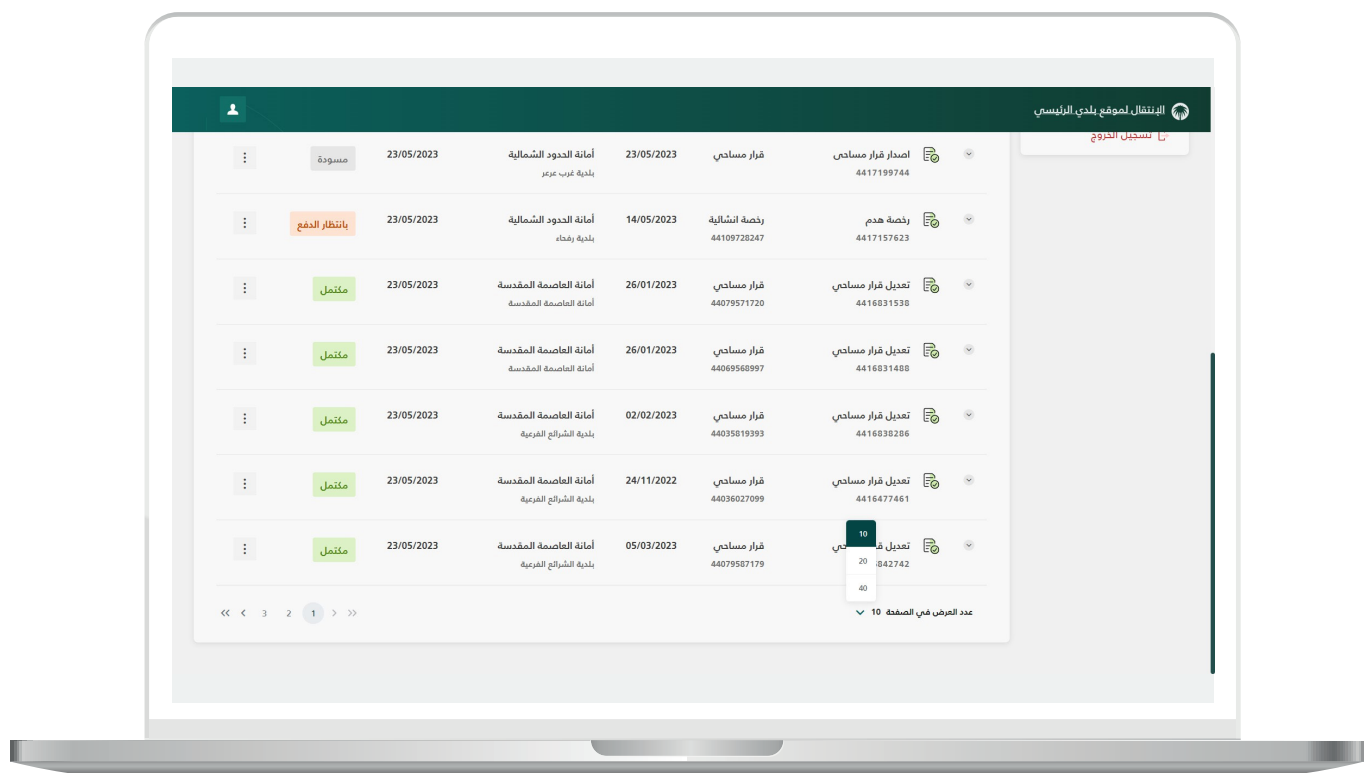 الإنتقال لموقع بلدي الرئيسي
تسجيل الخروج
اصدار قرار مساحي قرار مساحي 23/05/2023 أمانة الحدود الشمالية 23/05/2023 مسودة
4417199744 بلدية غرب عرعر
رخصة هدم رخصة انشائية 14/05/2023 أمانة الحدود الشمالية 23/05/2023 بانتظار الدفع
4417157623 44109728247 بلدية رفحاء
تعديل قرار مساحي قرار مساحي 26/01/2023 أمانة العاصمة المقدسة 23/05/2023 مكتمل
4416831538 44079571720 أمانة العاصمة المقدسة
تعديل قرار مساحي قرار مساحي 26/01/2023 أمانة العاصمة المقدسة 23/05/2023 مكتمل
4416831488 44069568997 أمانة العاصمة المقدسة
تعديل قرار مساحي قرار مساحي 02/02/2023 أمانة العاصمة المقدسة 23/05/2023 مكتمل
4416838286 44035819393 بلدية الشرائع الفرعية
تعديل قرار مساحي قرار مساحي 24/11/2022 أمانة العاصمة المقدسة 23/05/2023 مكتمل
4416477461 44036027099 بلدية الشرائع الفرعية
تعديل قرار مساحي 05/03/2023 أمانة العاصمة المقدسة 23/05/2023 مكتمل
44079587179 بلدية الشرائع الفرعية
10
20
40
عدد العرض في الصفحة 10
1 2 3